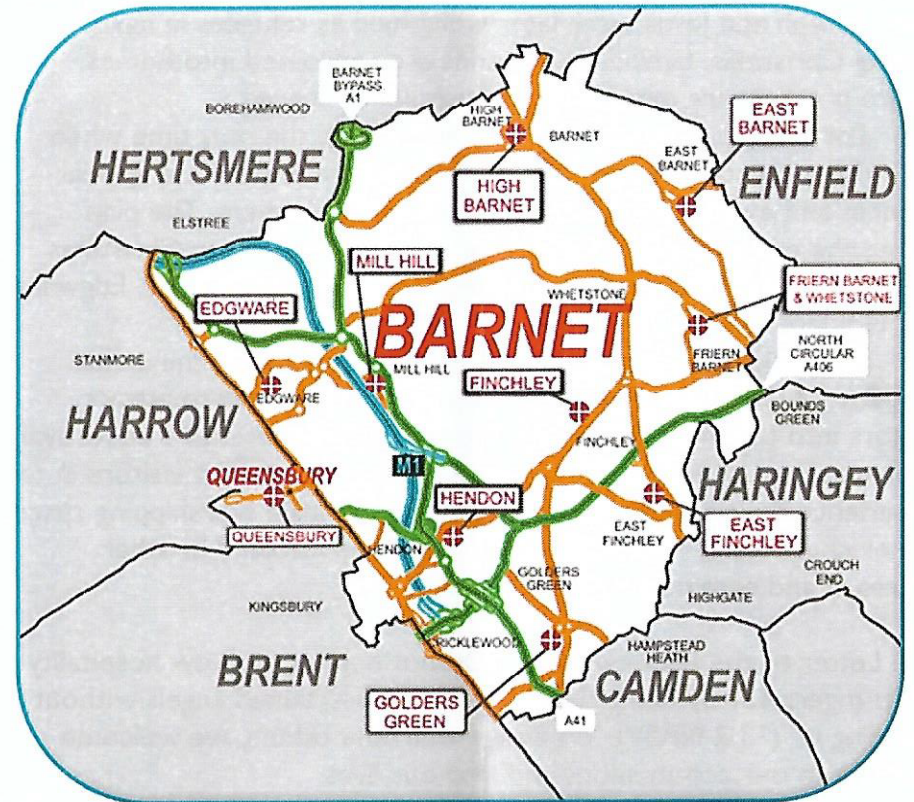 BARNET
BYPASS
A1
BOREHAMWOOD
HIGH
BARNET
BARNET
EAST
BARNET
EAST
BARNET
HERTSMERE
ENFIELD
HIGH
BARNET
ELSTREE
MILL HILL
EDGWARE
WHETSTONE
FRIERN BARNET
& WHETSTONE
BARNET
STANMORE
MILL HILL
FRIERN
BARNET
NORTH
CIRCULAR
A406
EDGWARE
FINCHLEY
HARROW
BOUNDS
GREEN
FINCHLEY
M1
QUEENSBURY
HENDON
HARINGEY
QUEENSBURY
HENDON
EAST
FINCHLEY
EAST
FINCHLEY
GOLDERS
GREEN
CROUCH
END
KINGSBURY
HIGHGATE
CRICKLEWOOD
HAMPSTEAD
HEATH
BRENT
CAMDEN
GOLDERS
GREEN
A41